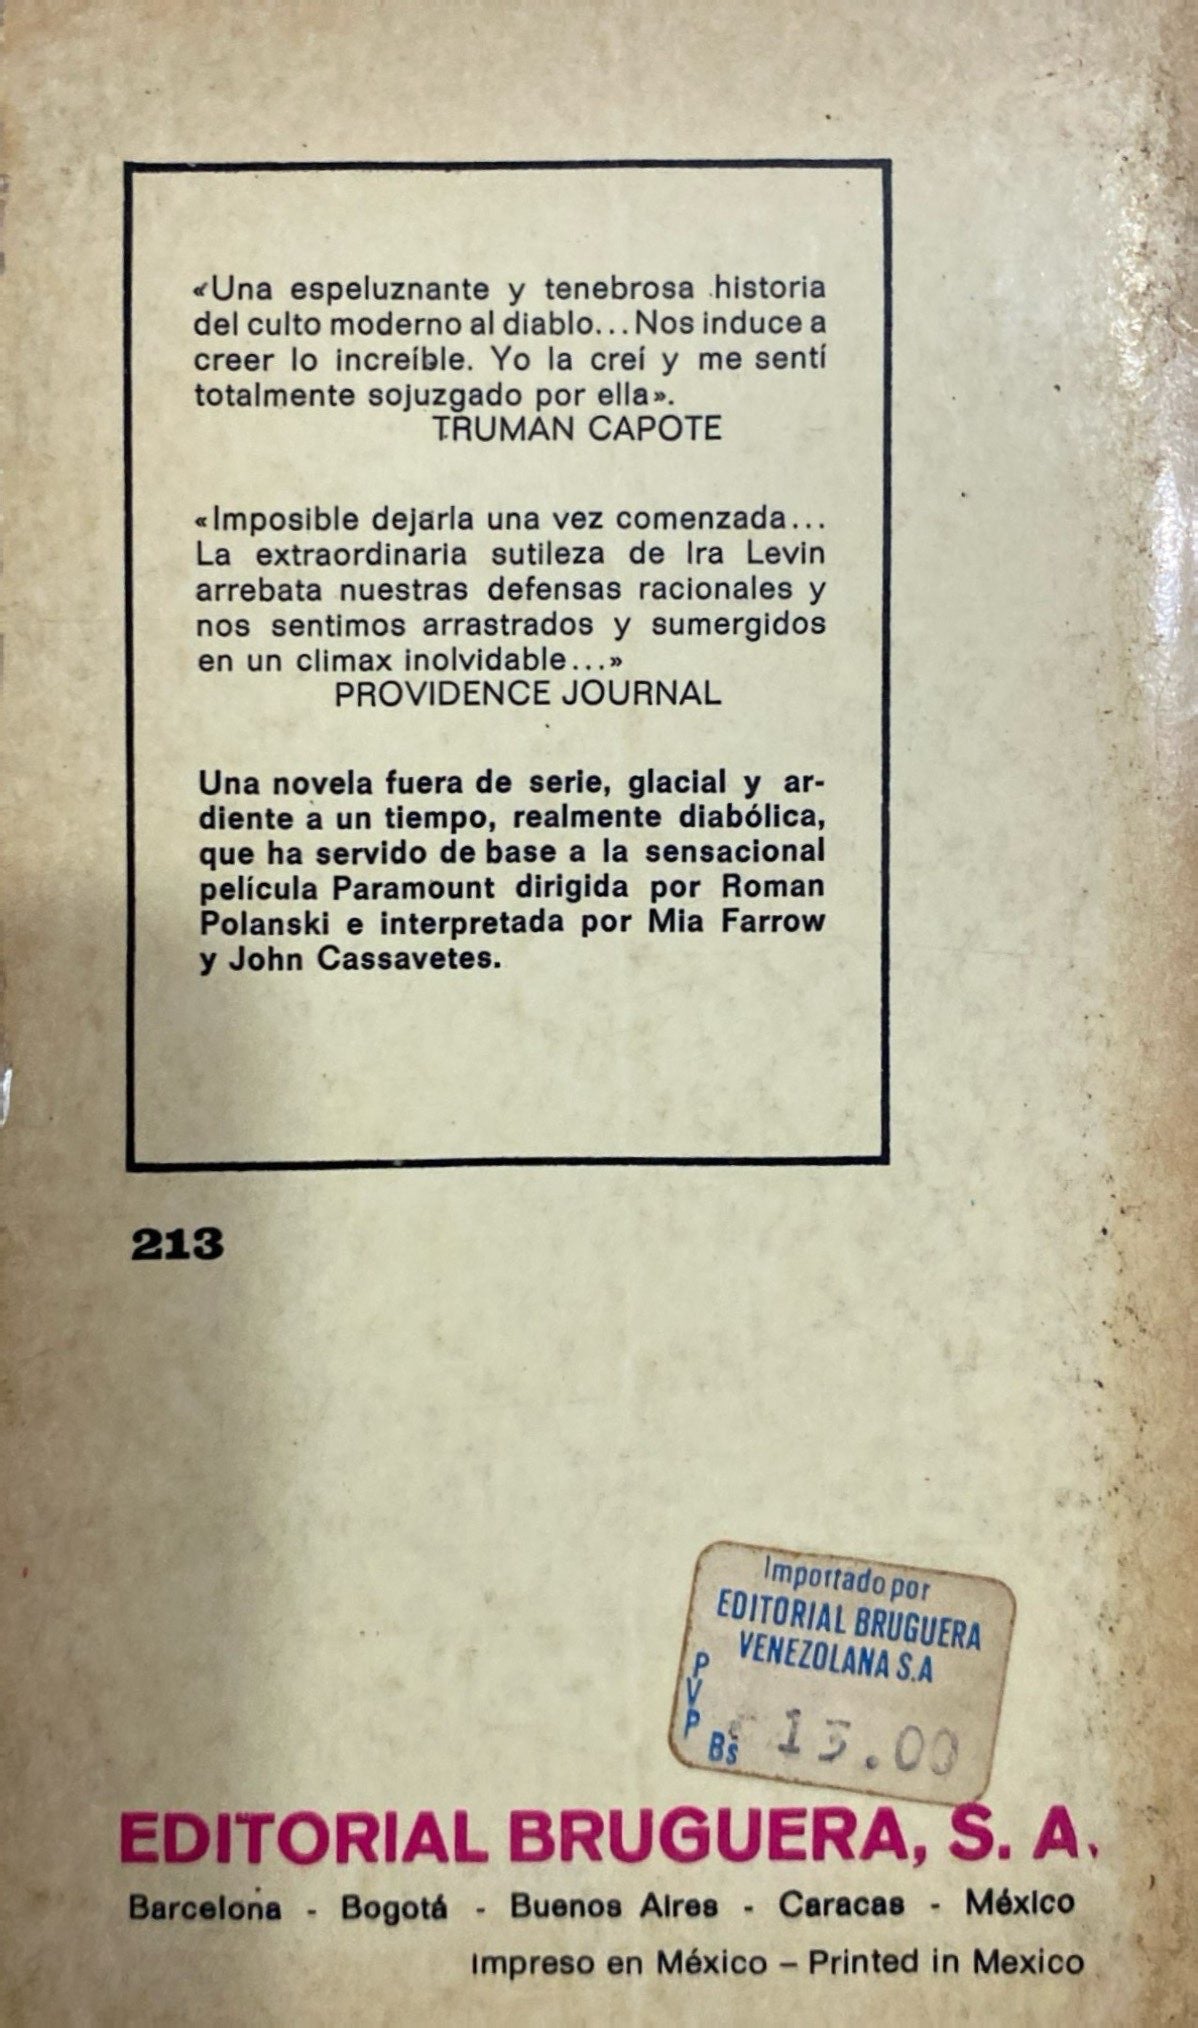 «Una espeluznante y tenebrosa historia
del culto moderno al diablo... Nos induce a
creer lo increíble. Yo la creí y me sentí
totalmente sojuzgado por ella».
TRUMAN CAPOTE
«Imposible dejarla una vez comenzada...
La extraordinaria sutileza de Ira Levin
arrebata nuestras defensas racionales y
nos sentimos arrastrados y sumergidos
en un climax inolvidable...»
PROVIDENCE JOURNAL
Una novela fuera de serie, glacial y ar-
diente a un tiempo, realmente diabólica,
que ha servido de base a la sensacional
película Paramount dirigida por Roman
Polanski e interpretada por Mia Farrow
y John Cassavetes.
213
Importado por
EDITORIAL BRUGUERA
VENEZOLANA S.A
PVP
Bs 15.00
EDITORIAL BRUGUERA, S. A.
Barcelona - Bogotá - Buenos Aires - Caracas - México
Impreso en México – Printed in Mexico